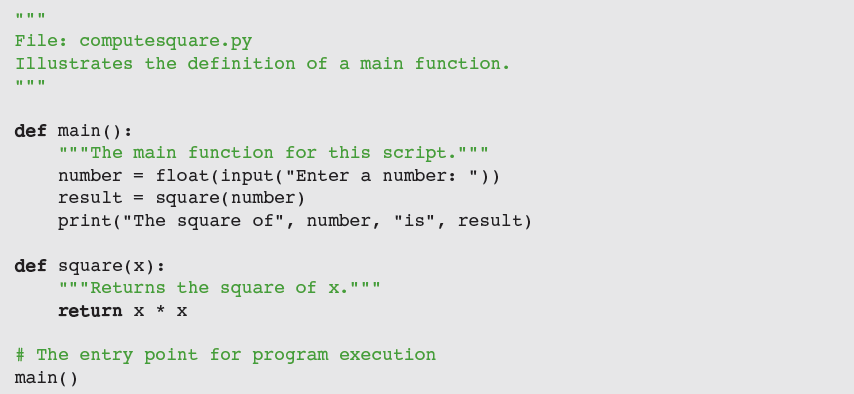 """
File: computesquare.py
Illustrates the definition of a main function.
"""

def main():
    """The main function for this script."""
    number = float(input("Enter a number: "))
    result = square(number)
    print("The square of", number, "is", result)

def square(x):
    """Returns the square of x."""
    return x * x

# The entry point for program execution
main()